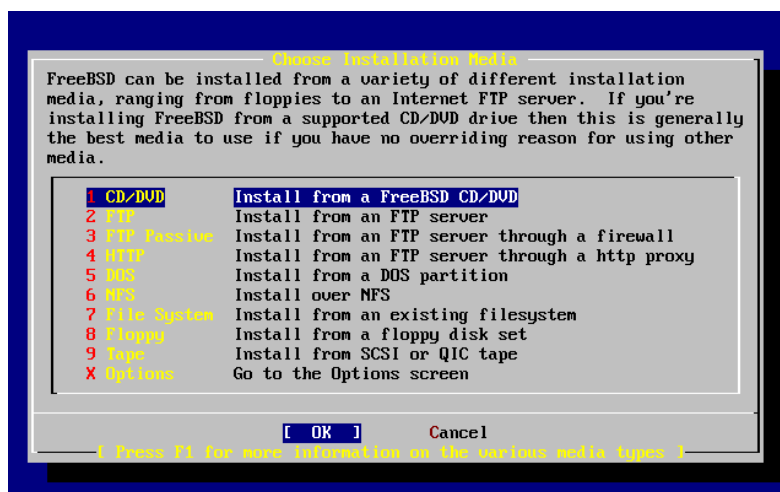 Choose Installation Media
FreeBSD can be installed from a variety of different installation
media, ranging from floppies to an Internet FTP server.  If you're
installing FreeBSD from a supported CD/DVD drive then this is generally
the best media to use if you have no overriding reason for using other
media.
1 CD/DVD Install from a FreeBSD CD/DVD
2 FTP Install from an FTP server
3 FTP Passive Install from an FTP server through a firewall
4 HTTP Install from an FTP server through a http proxy
5 DOS Install from a DOS partition
6 NFS Install over NFS
7 File System Install from an existing filesystem
8 Floppy Install from a floppy disk set
9 Tape Install from SCSI or QIC tape
X Options Go to the Options screen
[ OK ] Cancel
[ Press F1 for more information on the various media types ]